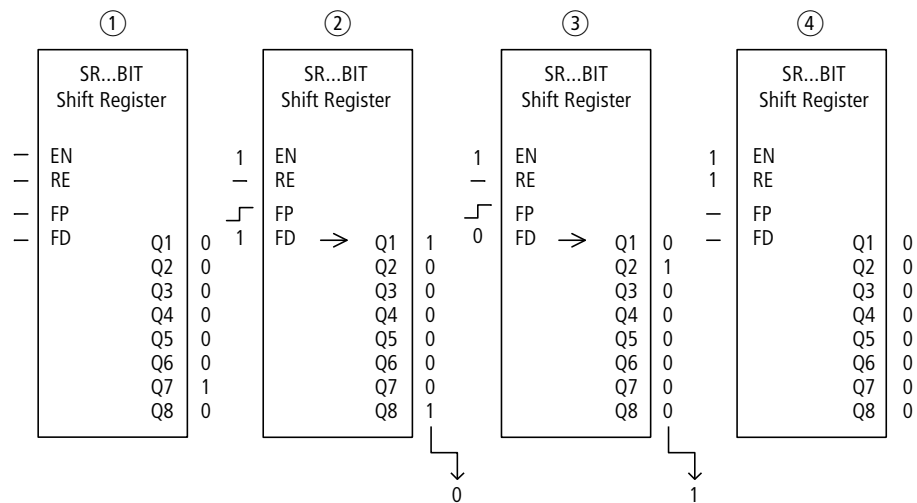 1 2 3 4
SR...BIT SR...BIT SR...BIT SR...BIT
Shift Register Shift Register Shift Register Shift Register
– EN 1 EN 1 EN 1 EN
– RE – RE – RE 1 RE
– FP FP FP – FP
– FD Q1 0 1 FD → Q1 1 0 FD → Q1 0 – FD Q1 0
Q2 0 Q2 0 Q2 1 Q2 0
Q3 0 Q3 0 Q3 0 Q3 0
Q4 0 Q4 0 Q4 0 Q4 0
Q5 0 Q5 0 Q5 0 Q5 0
Q6 0 Q6 0 Q6 0 Q6 0
Q7 1 Q7 0 Q7 0 Q7 0
Q8 0 Q8 1 Q8 0 Q8 0
0 1